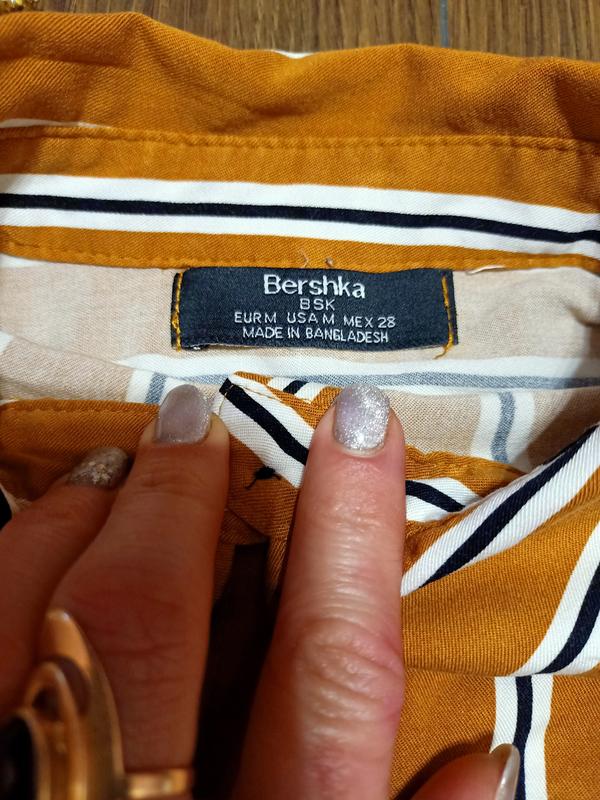 Bershka
BSK
EUR M USA M MEX 28
MADE IN BANGLADESH